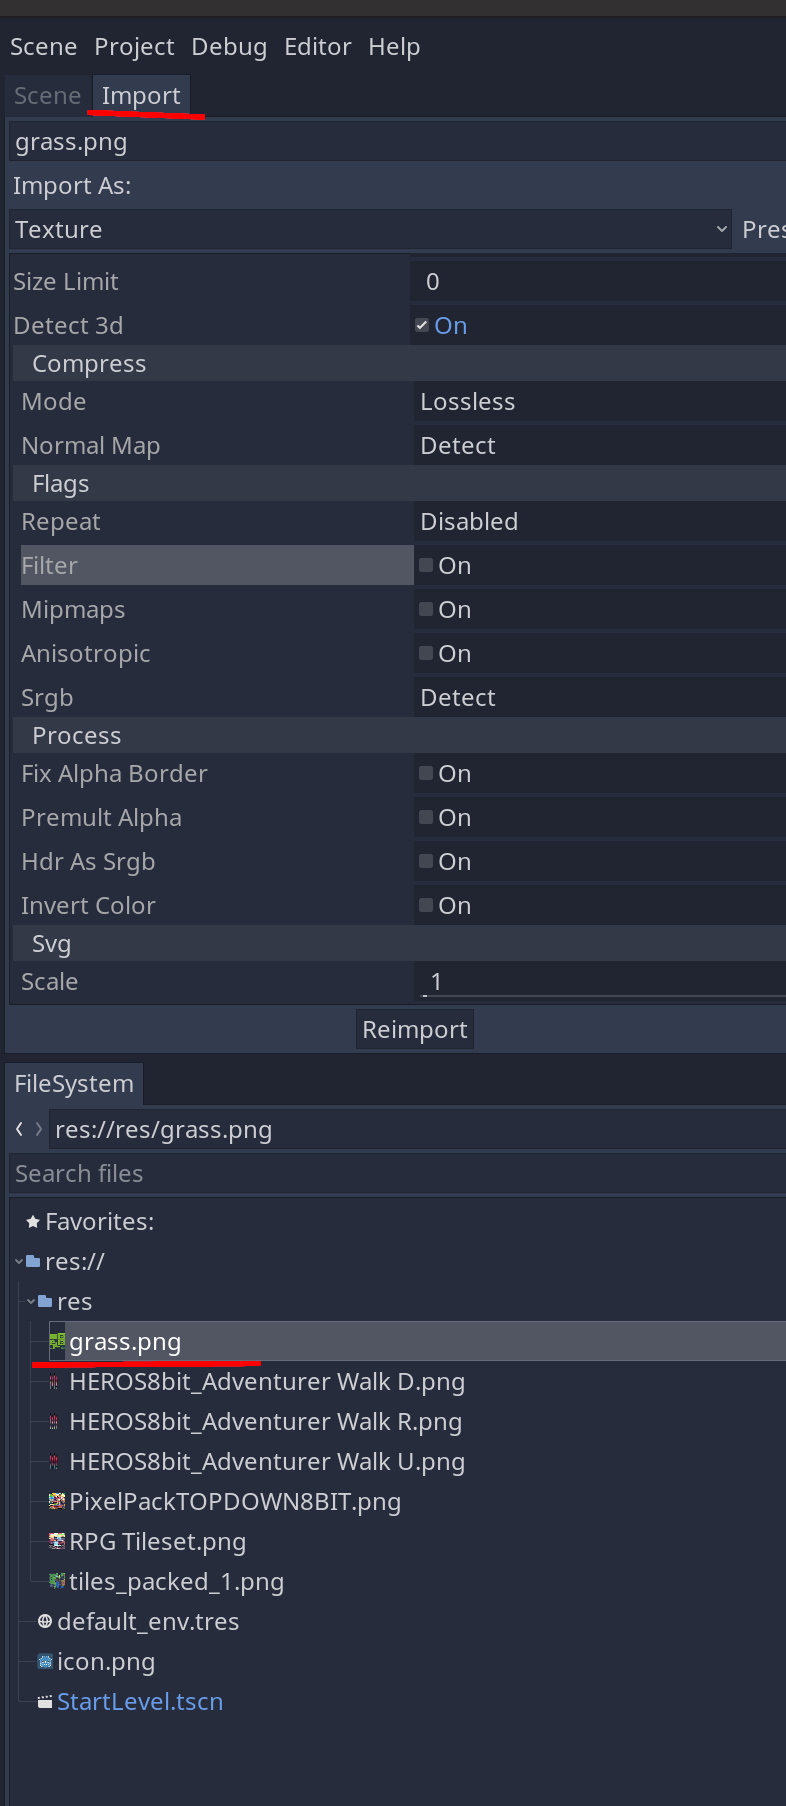 Scene Project Debug Editor Help
Scene Import
grass.png
Import As:
Texture Pres
Size Limit 0
Detect 3d On
Compress
Mode Lossless
Normal Map Detect
Flags
Repeat Disabled
Filter On
Mipmaps On
Anisotropic On
Srgb Detect
Process
Fix Alpha Border On
Premult Alpha On
Hdr As Srgb On
Invert Color On
Svg
Scale 1
Reimport
FileSystem
res://res/grass.png
Search files
Favorites:
res://
res
grass.png
HEROS8bit_Adventurer Walk D.png
HEROS8bit_Adventurer Walk R.png
HEROS8bit_Adventurer Walk U.png
PixelPackTOPDOWN8BIT.png
RPG Tileset.png
tiles_packed_1.png
default_env.tres
icon.png
StartLevel.tscn